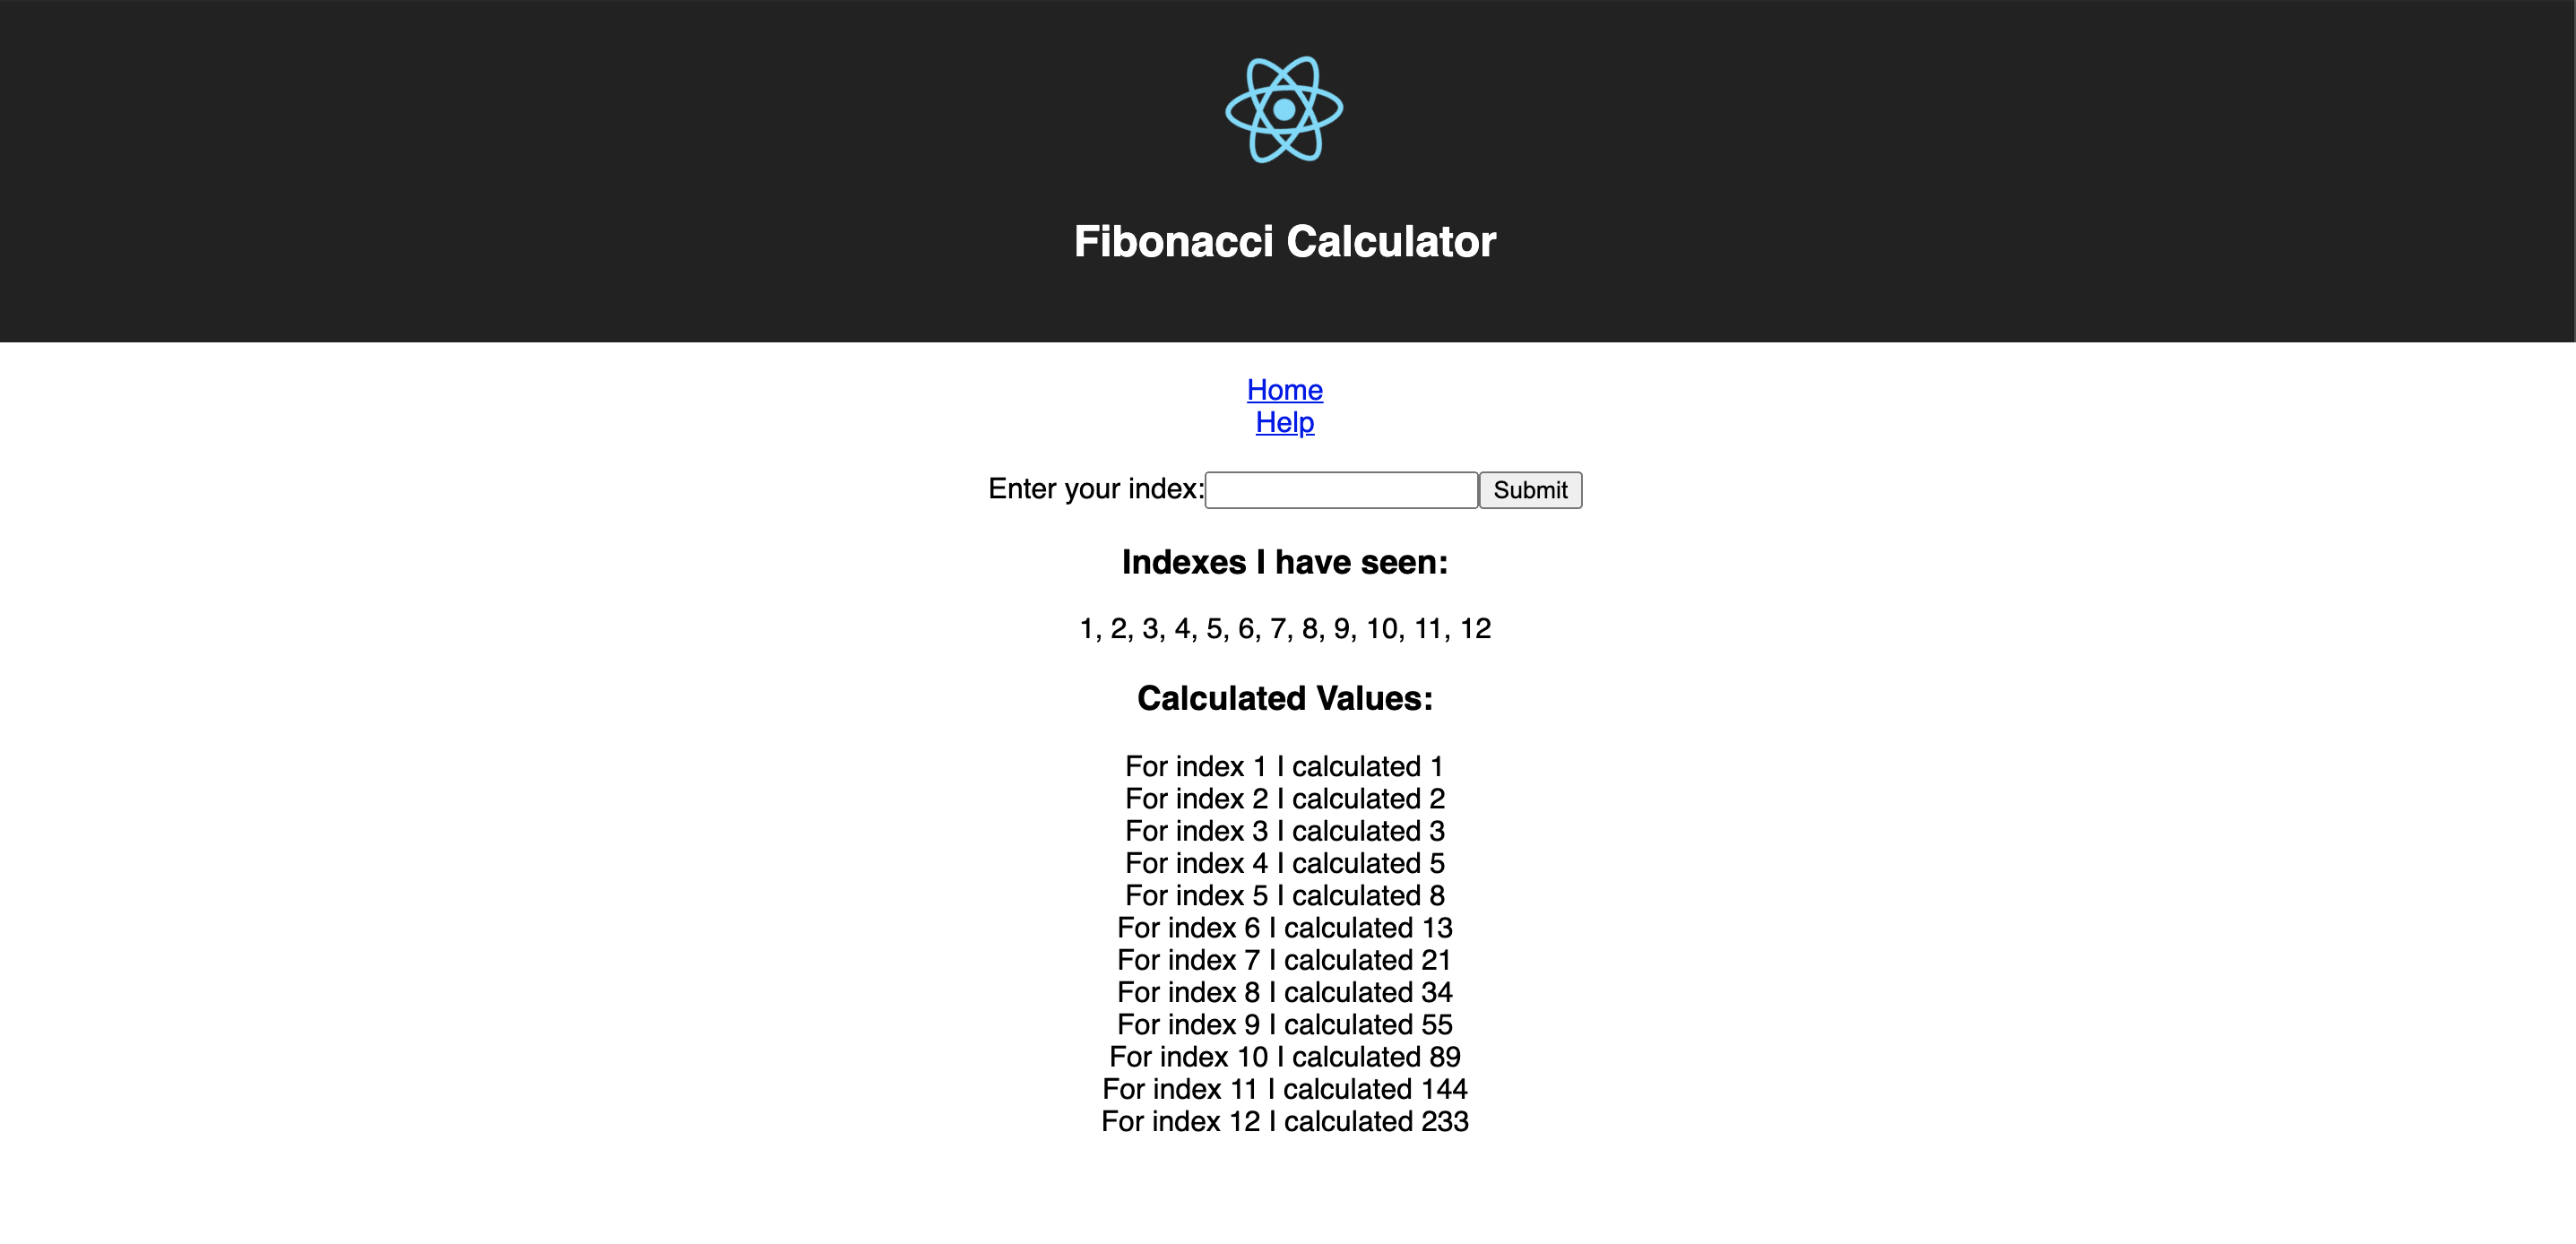 Fibonacci Calculator
Home
Help
Enter your index: Submit
Indexes I have seen:
1, 2, 3, 4, 5, 6, 7, 8, 9, 10, 11, 12
Calculated Values:
For index 1 I calculated 1
For index 2 I calculated 2
For index 3 I calculated 3
For index 4 I calculated 5
For index 5 I calculated 8
For index 6 I calculated 13
For index 7 I calculated 21
For index 8 I calculated 34
For index 9 I calculated 55
For index 10 I calculated 89
For index 11 I calculated 144
For index 12 I calculated 233